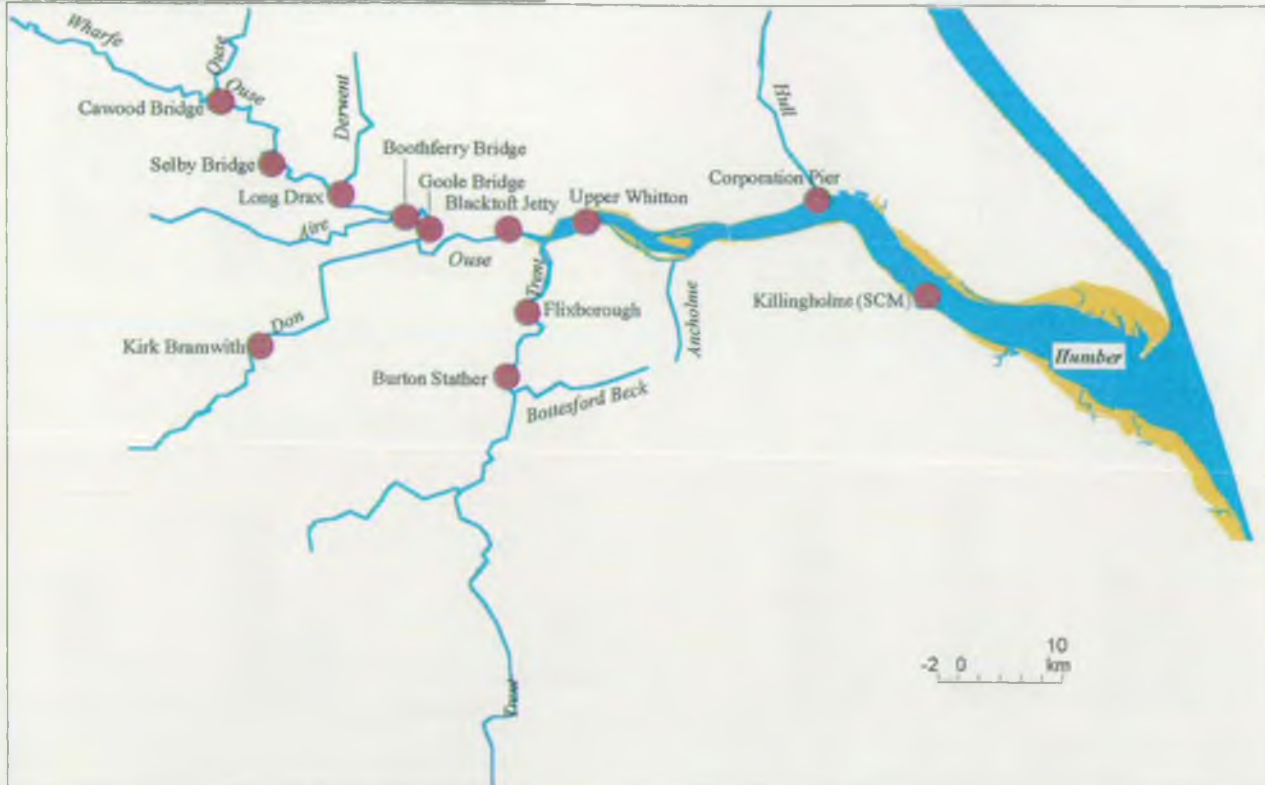 Wharfe
Ouse
Ouse
Cawood Bridge
Derwent
Hull
Boothferry Bridge
Selby Bridge
Goole Bridge
Long Drax
Blacktoft Jetty
Upper Whitton
Corporation Pier
Aire
Ouse
Trent
Ancholme
Killingholme (SCM)
Flixborough
Don
Kirk Bramwith
Humber
Burton Stather
Bottesford Beck
10
-2 0 km
Trent